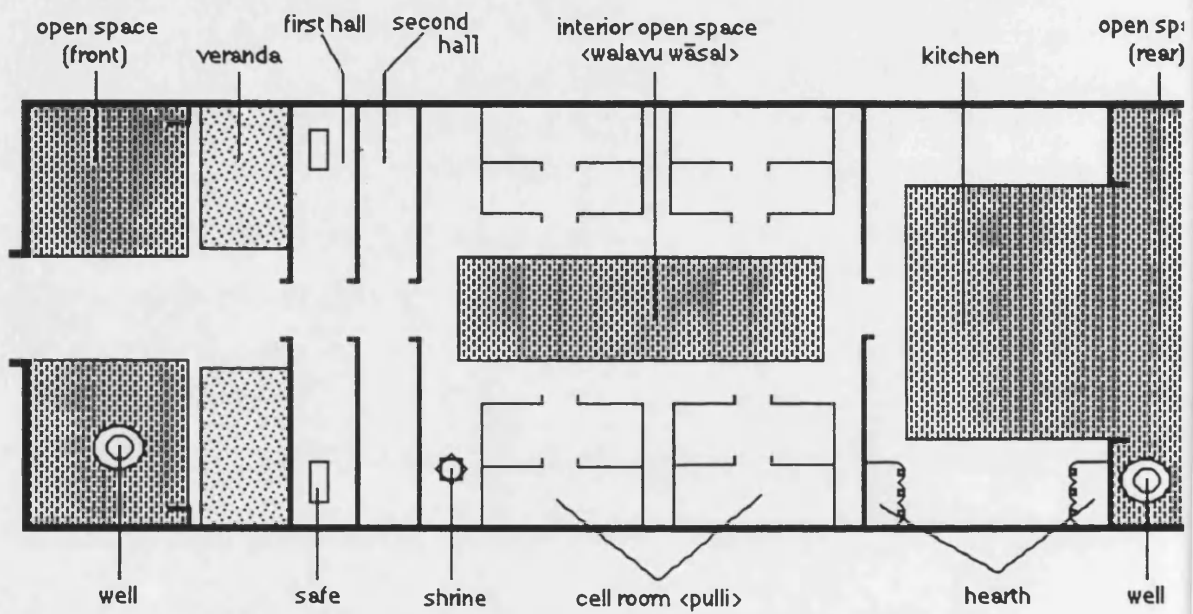 open space
(front)
veranda
first hall
second
hall
interior open space
<walavu wāsal>
kitchen
open sp
(rear)
well
safe
shrine
cell room <pulli>
hearth
well